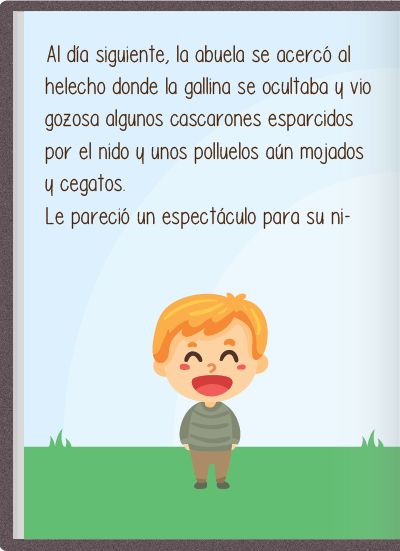 Al día siguiente, la abuela se acercó al
helecho donde la gallina se ocultaba y vio
gozosa algunos cascarones esparcidos
por el nido y unos polluelos aún mojados
y cegatos.
Le pareció un espectáculo para su ni-